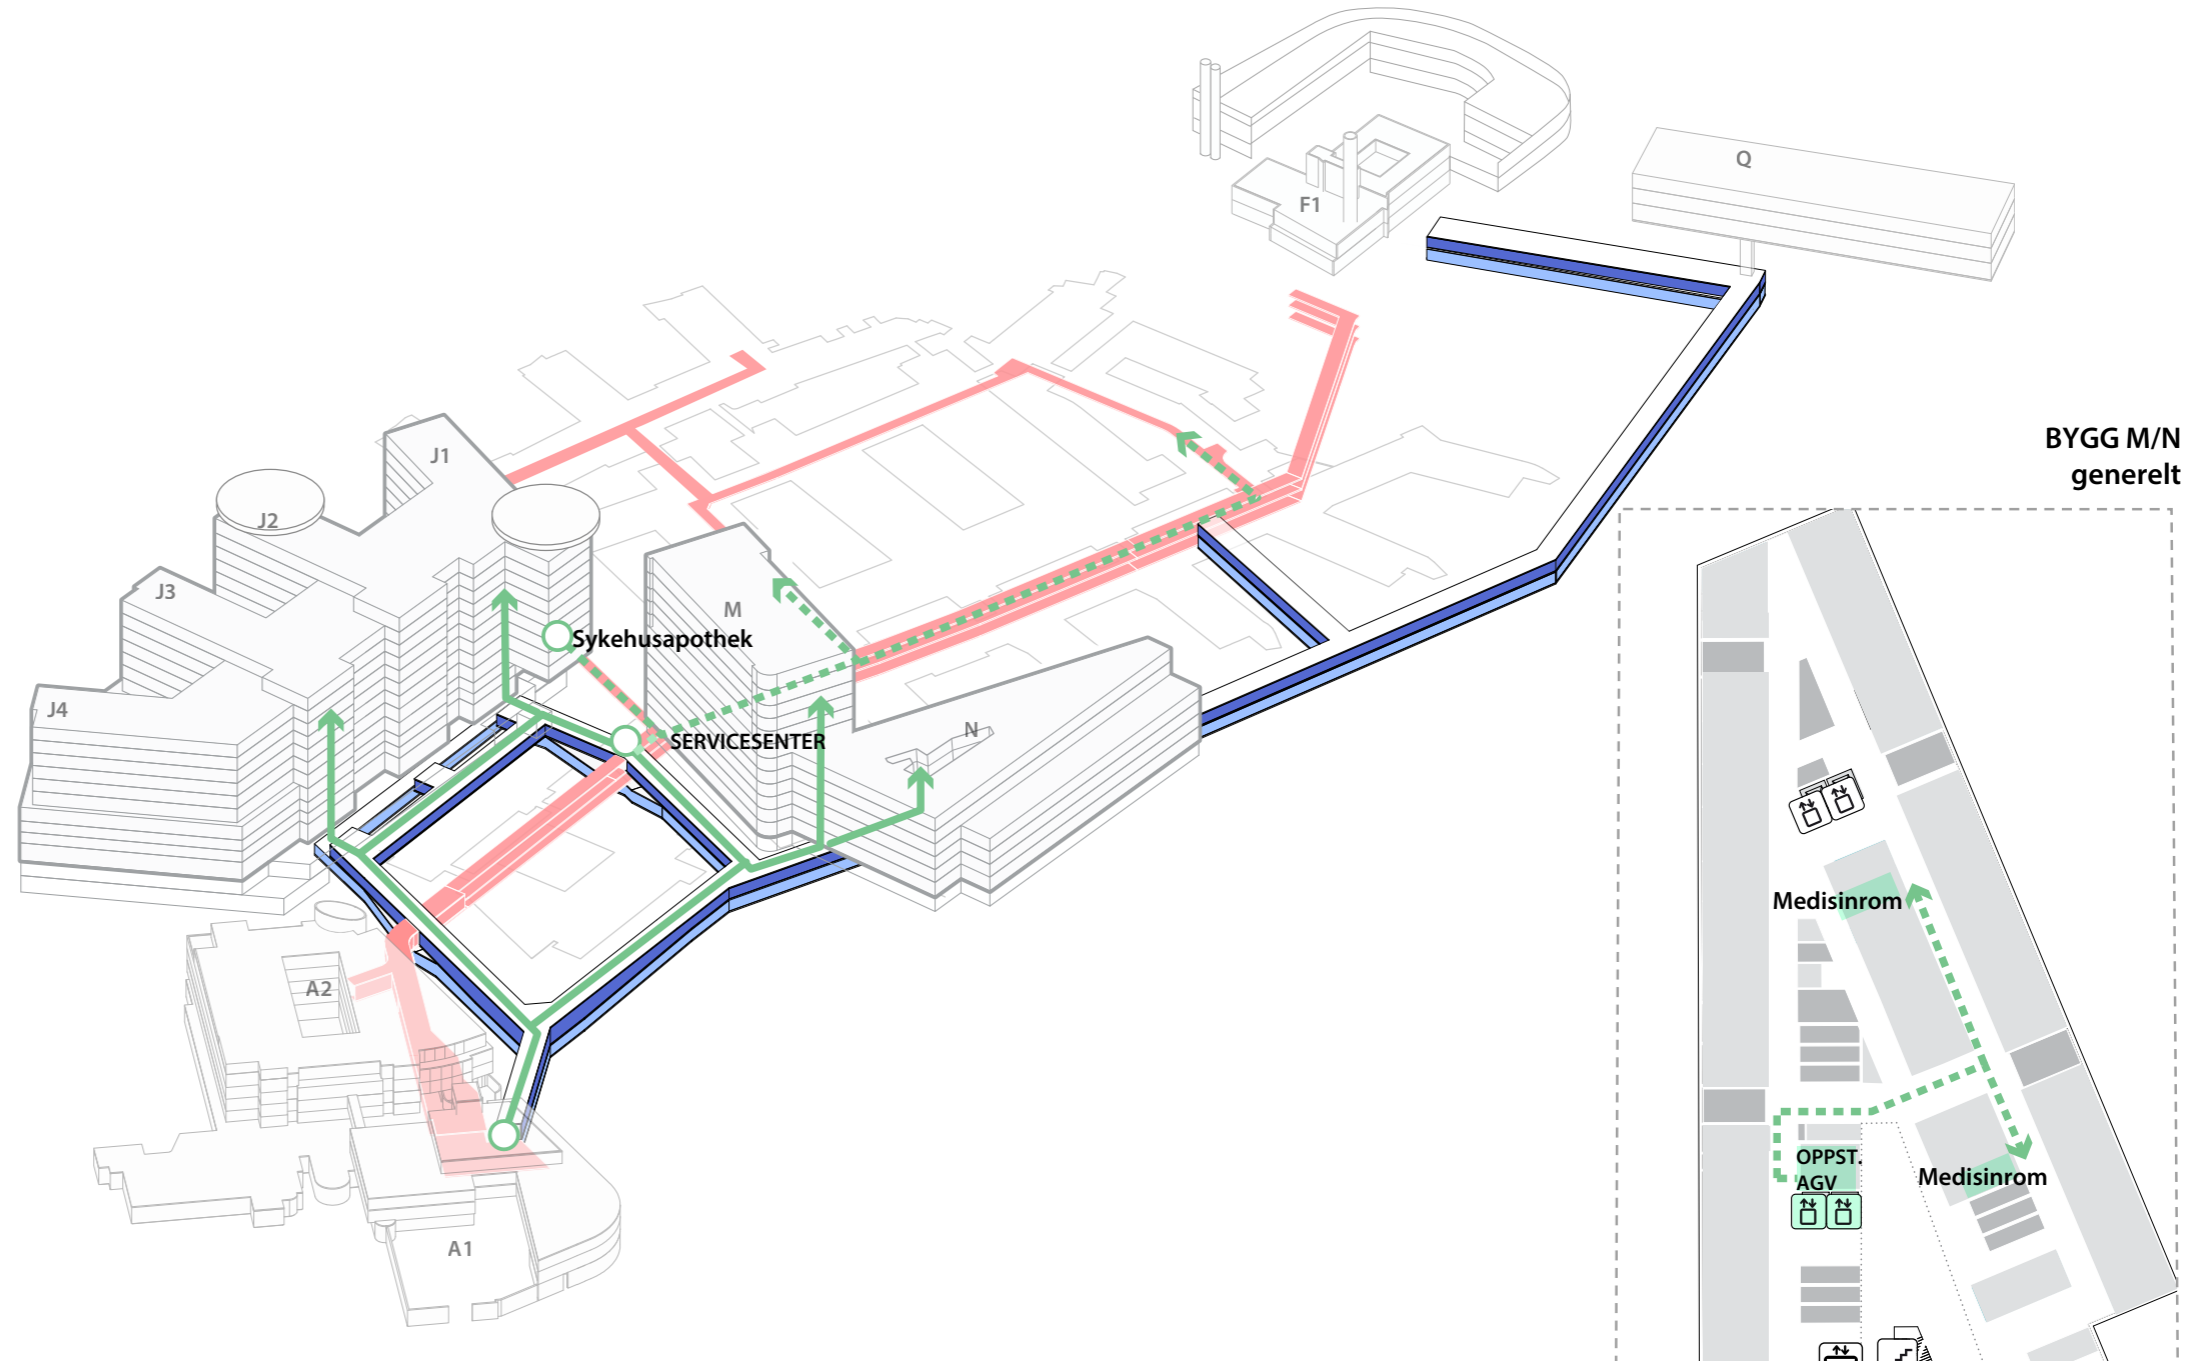 Q
F1
BYGG M/N
generelt
J1
J2
J3
M
Sykehusapothek
J4
N
SERVICESENTER
Medisinrom
A2
OPPST.
AGV
Medisinrom
A1